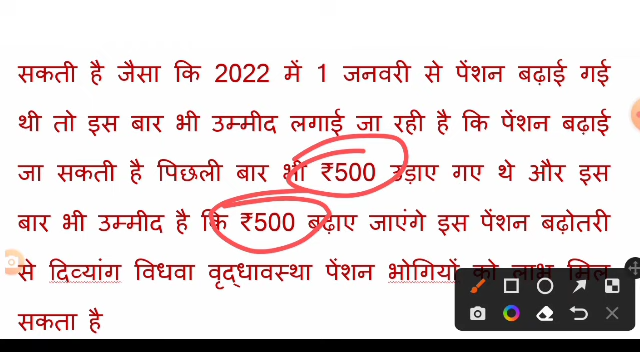 सकती है जैसा कि 2022 में 1 जनवरी से पेंशन बढ़ाई गई
थी तो इस बार भी उम्मीद लगाई जा रही है कि पेंशन बढ़ाई
जा सकती है पिछली बार भी ₹500 उड़ाए गए थे और इस
बार भी उम्मीद है कि ₹500 बढ़ाए जाएंगे इस पेंशन बढ़ोतरी
से दिव्यांग विधवा वृद्धावस्था पेंशन भोगियों को लाभ मिल
सकता है